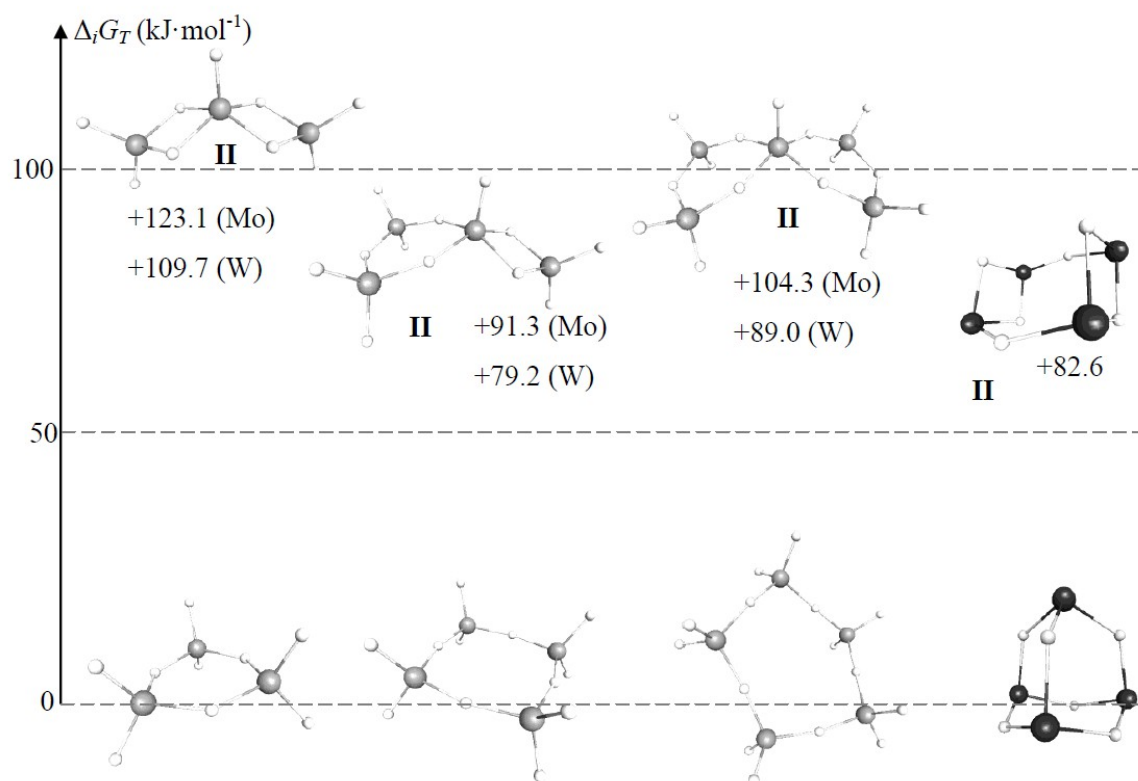 Δ𝑖G𝑇 (kJ·mol⁻¹)
II
100
+123.1 (Mo)
+109.7 (W)
II
+91.3 (Mo)
+79.2 (W)
II
+104.3 (Mo)
+89.0 (W)
II
+82.6
50
0